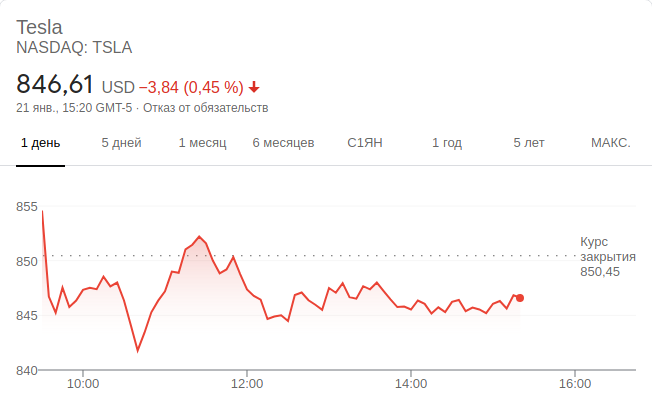 Tesla
NASDAQ: TSLA
846,61 USD −3,84 (0,45 %)
21 янв., 15:20 GMT-5 · Отказ от обязательств
1 день 5 дней 1 месяц 6 месяцев С1ЯН 1 год 5 лет МАКС.
855
850
845
840
Курс
закрытия
850,45
10:00 12:00 14:00 16:00